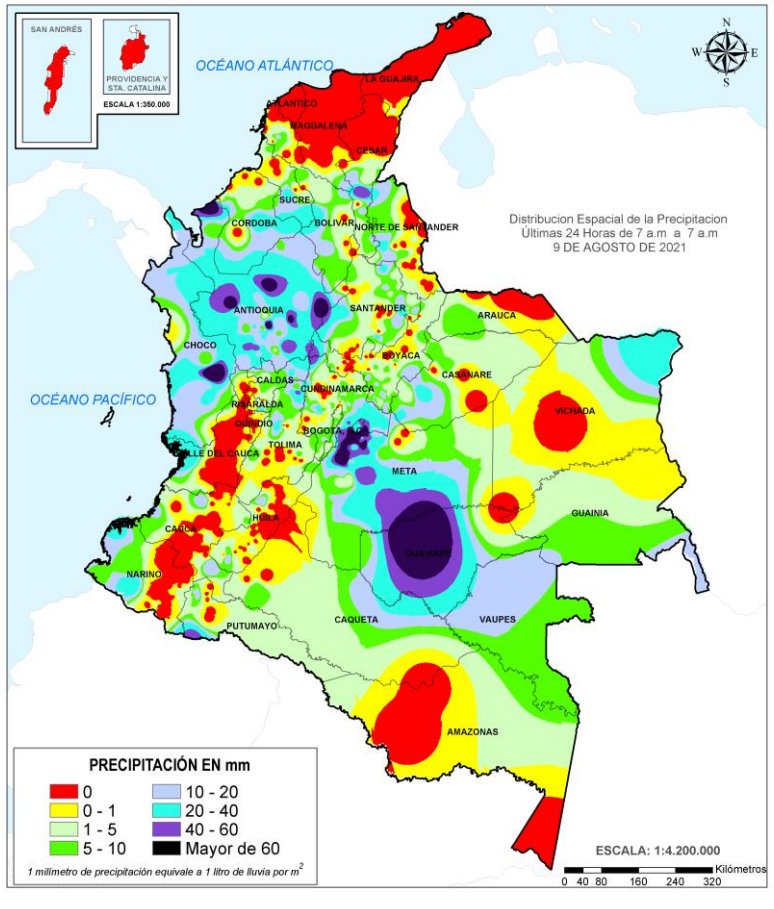 SAN ANDRÉS
PROVIDENCIA Y
STA. CATALINA
ESCALA 1:350.000
OCÉANO ATLÁNTICO
N
W E
S
LA GUAJIRA
ATLANTICO
MAGDALENA
CESAR
SUCRE
CORDOBA
BOLIVAR
NORTE DE SANTANDER
Distribucion Espacial de la Precipitacion
Últimas 24 Horas de 7 a.m a 7 a.m
9 DE AGOSTO DE 2021
ANTIOQUIA
SANTANDER
ARAUCA
CHOCO
BOYACA
CASANARE
CALDAS
CUNDINAMARCA
OCÉANO PACÍFICO
RISARALDA
VICHADA
QUINDIO
BOGOTA,
TOLIMA
VALLE DEL CAUCA
META
GUAINIA
HUILA
CAUCA
GUAVIARE
NARIÑO
CAQUETA
VAUPES
PUTUMAYO
AMAZONAS
PRECIPITACIÓN EN mm
0
0 - 1
1 - 5
5 - 10
10 - 20
20 - 40
40 - 60
Mayor de 60
1 milímetro de precipitación equivale a 1 litro de lluvia por m2
ESCALA: 1:4.200.000
Kilómetros
0 40 80 160 240 320